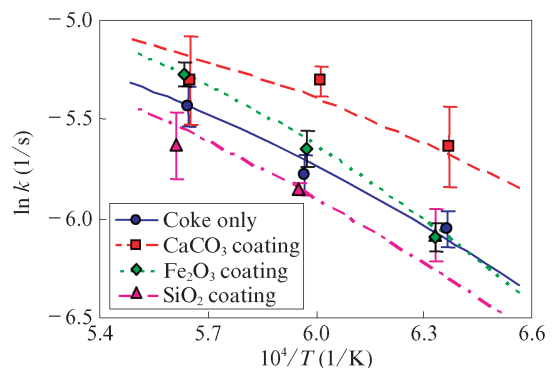 −5.0
−5.5
−6.0
−6.5
ln k (1/s)
Coke only
CaCO₃ coating
Fe₂O₃ coating
SiO₂ coating
5.4 5.7 6.0 6.3 6.6
10⁴/T (1/K)